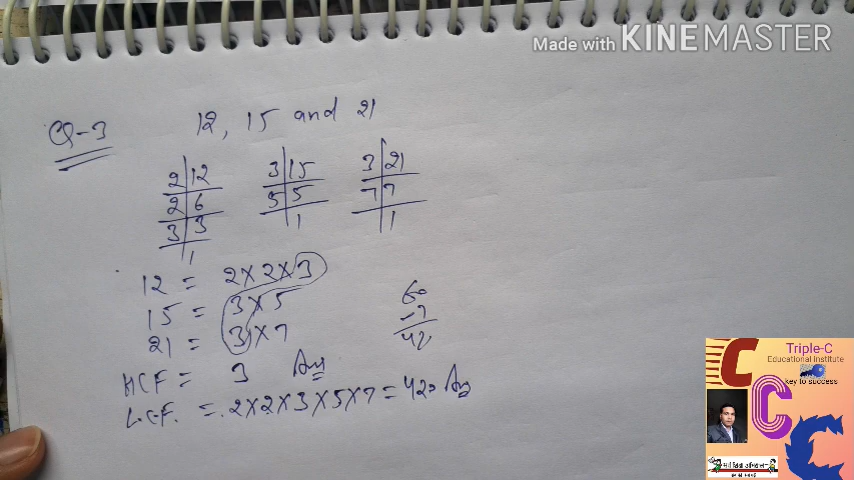 Made with KINEMASTER
Q-3 12, 15 and 21
2 12 3 15 3 21
2 6 5 5 7 7
3 3 1 1
1
12 = 2×2×3
15 = 3×5
21 = 3×7
60
×7
42
HCF = 3 Ans
L.C.F. = 2×2×3×5×7=420 Ans
Triple-C
Educational institute
key to success
C
C
C